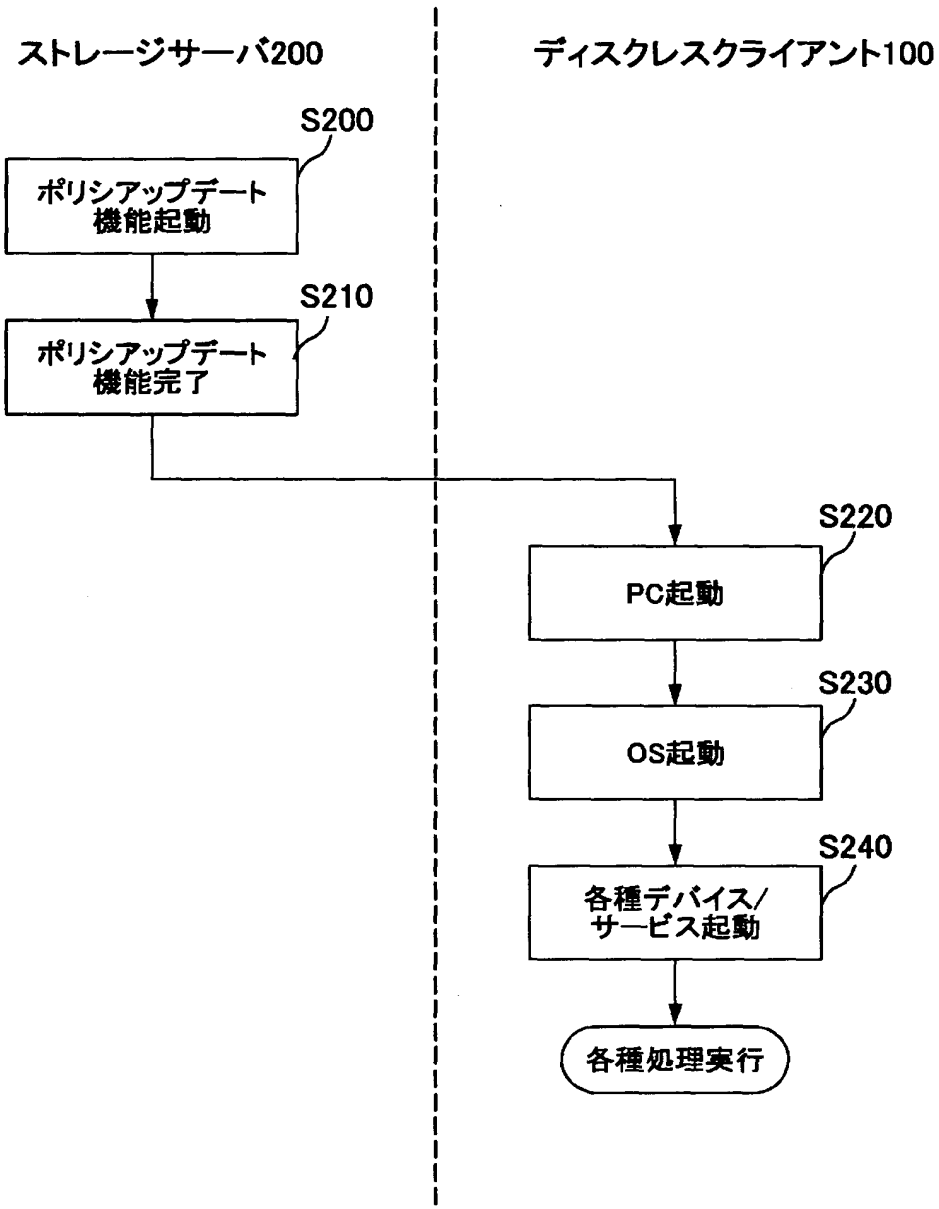 ストレージサーバ200
ディスクレスクライアント100
S200
ポリシアップデート
機能起動
S210
ポリシアップデート
機能完了
S220
PC起動
S230
OS起動
S240
各種デバイス/
サービス起動
各種処理実行